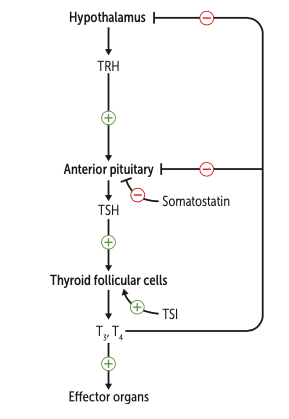 Hypothalamus
TRH
Anterior pituitary
Somatostatin
TSH
Thyroid follicular cells
TSI
T3, T4
Effector organs